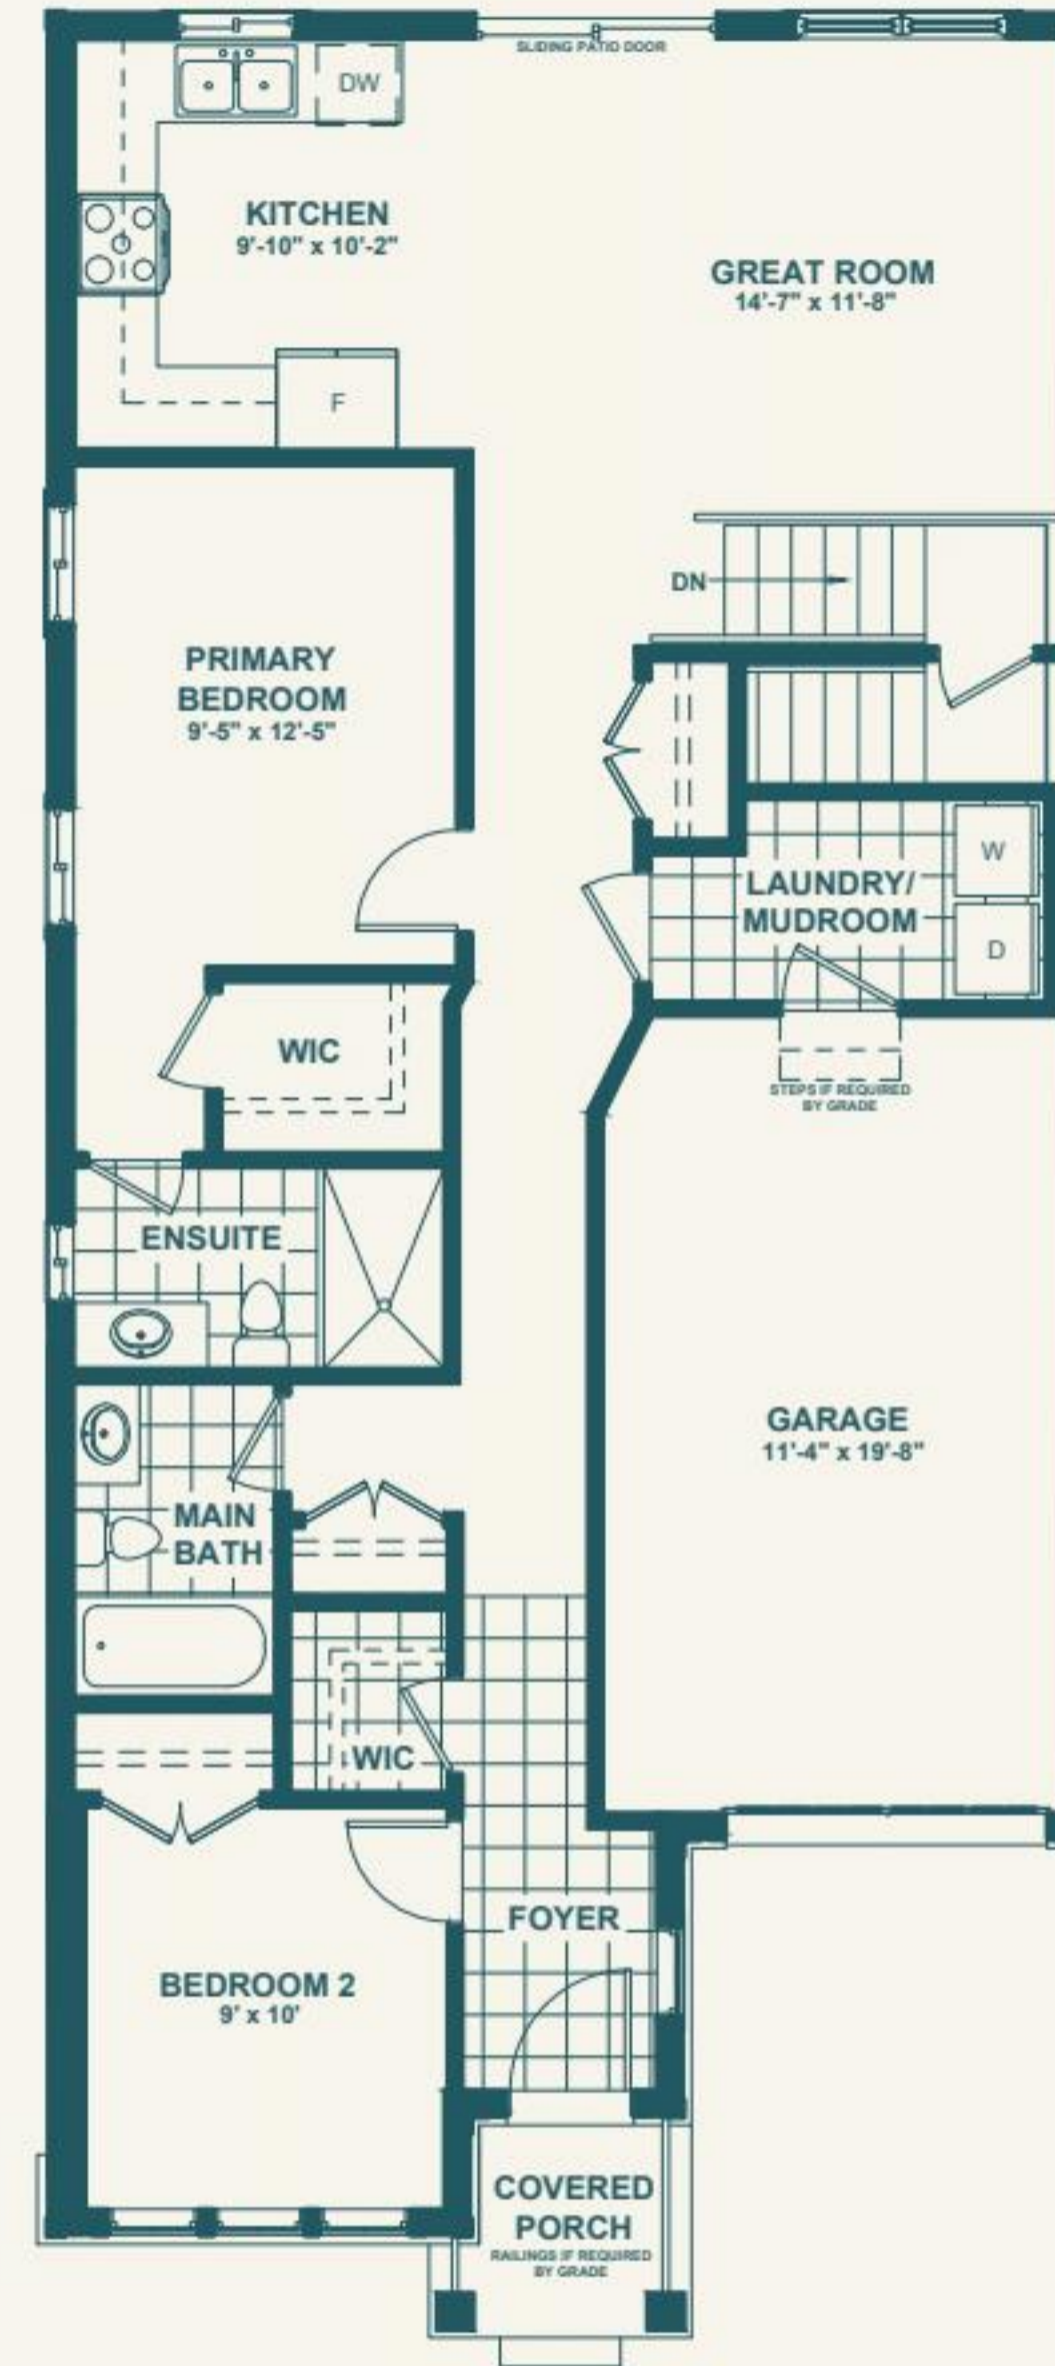 SLIDING PATIO DOOR
DW
KITCHEN
9'-10" x 10'-2"
GREAT ROOM
14'-7" x 11'-8"
F
DN
PRIMARY
BEDROOM
9'-5" x 12'-5"
W
LAUNDRY/
MUDROOM
D
WIC
STEPS IF REQUIRED
BY GRADE
ENSUITE
GARAGE
11'-4" x 19'-8"
MAIN
BATH
WIC
FOYER
BEDROOM 2
9' x 10'
COVERED
PORCH
RAILINGS IF REQUIRED
BY GRADE